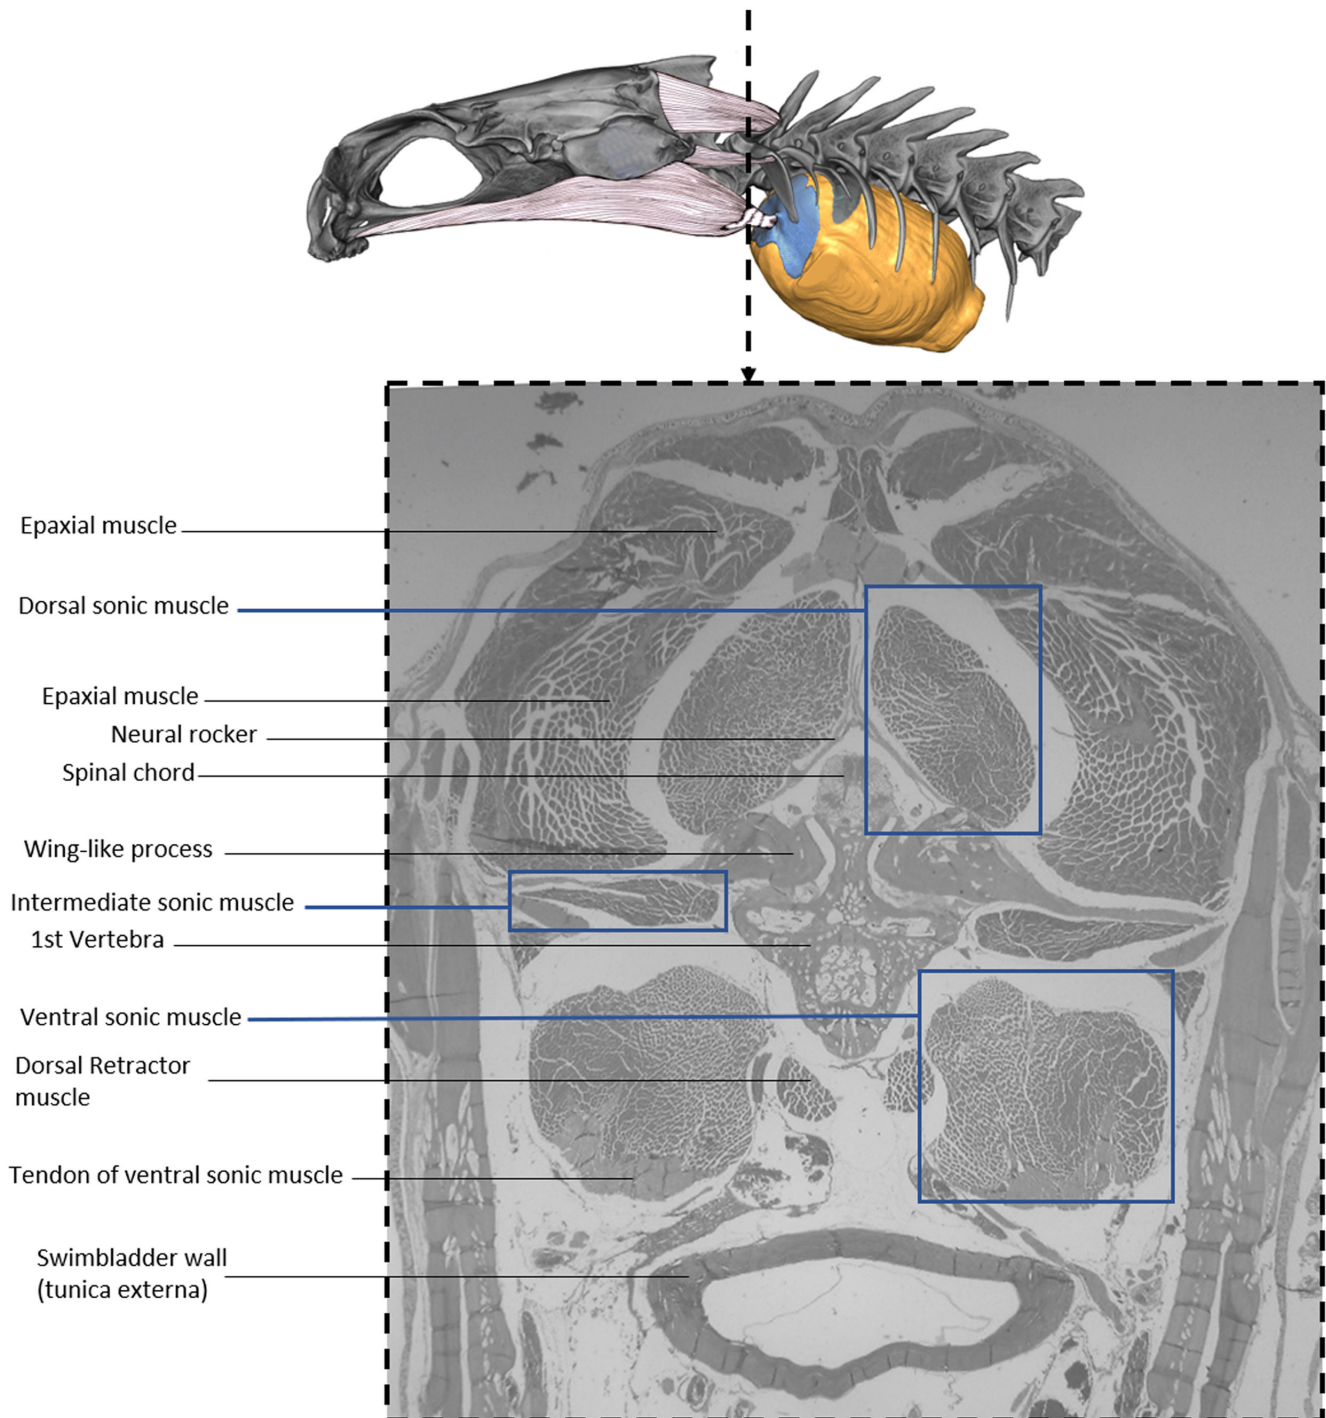 Epaxial muscle
Dorsal sonic muscle
Epaxial muscle
Neural rocker
Spinal chord
Wing-like process
Intermediate sonic muscle
1st Vertebra
Ventral sonic muscle
Dorsal Retractor
muscle
Tendon of ventral sonic muscle
Swimbladder wall
(tunica externa)